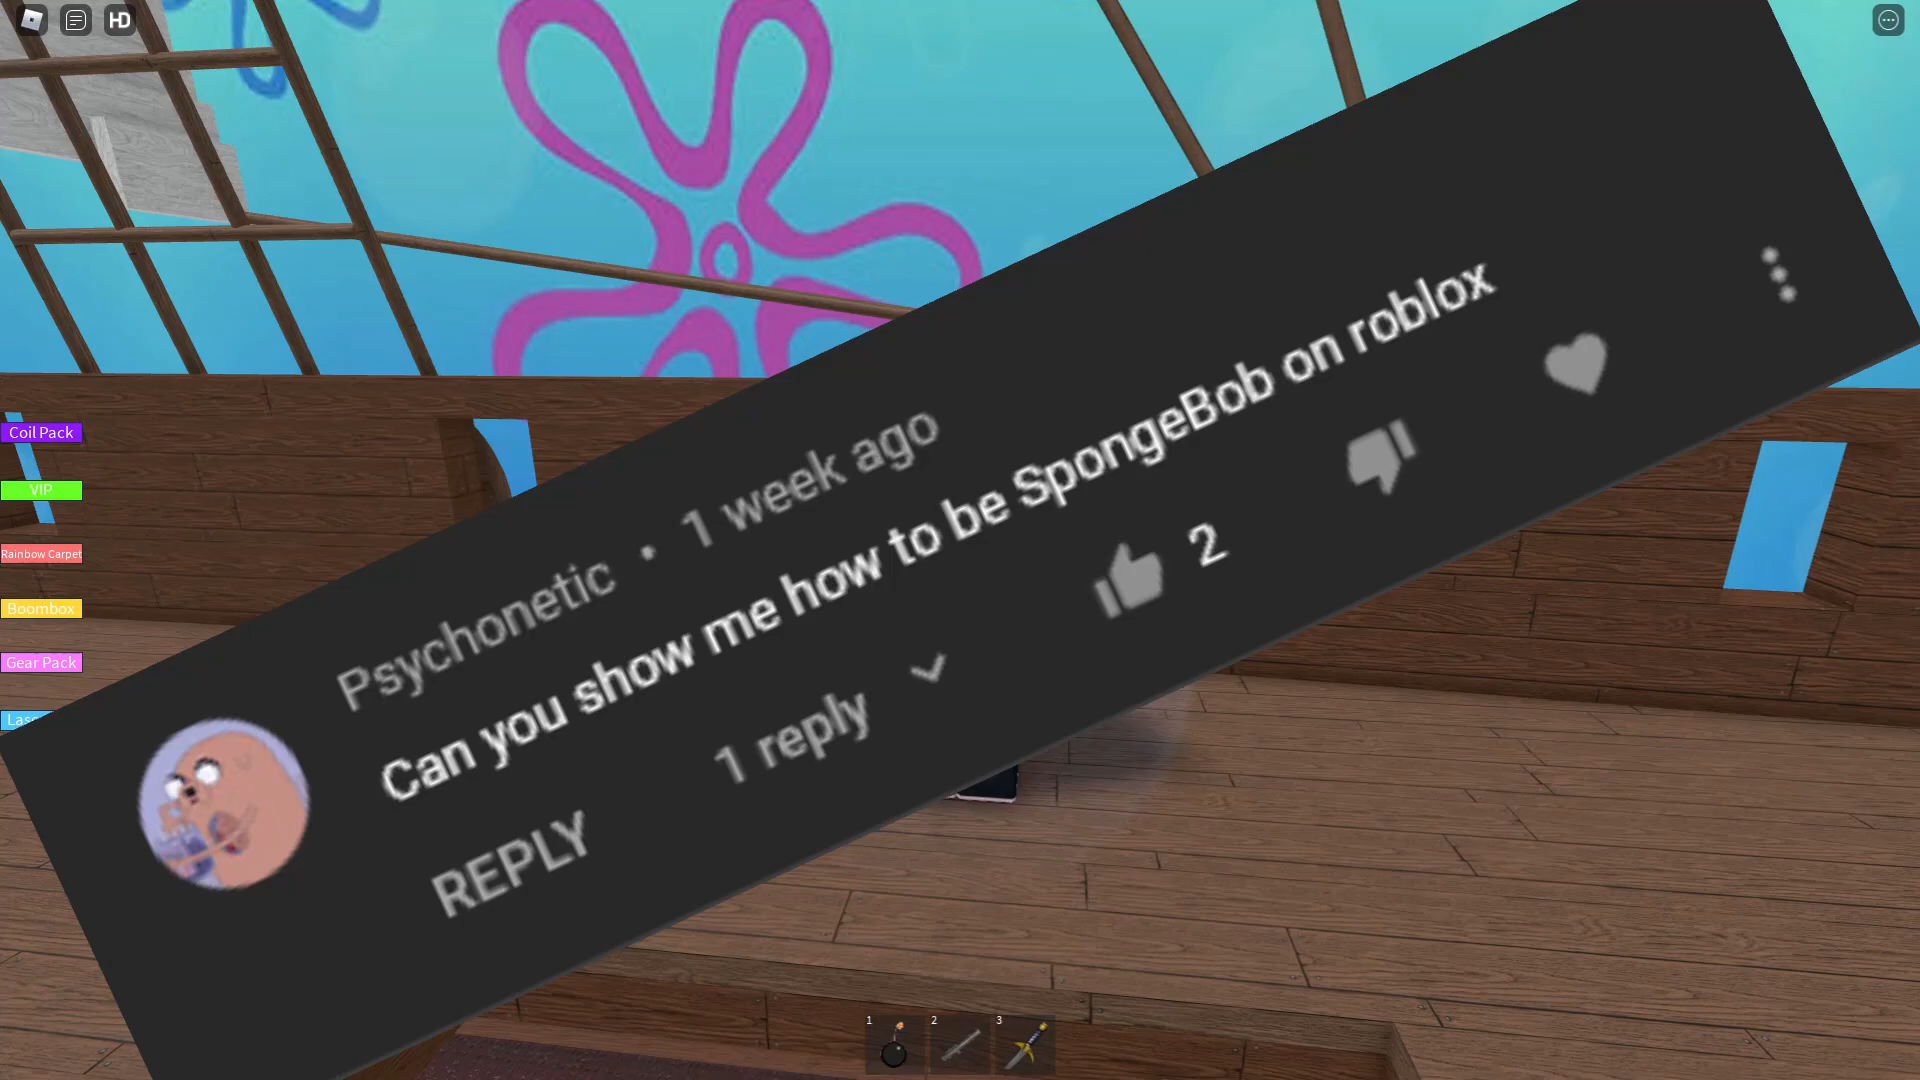 HD
Coil Pack
VIP
Rainbow Carpet
Boombox
Gear Pack
Psychonetic • 1 week ago
Can you show me how to be SpongeBob on roblox
2
1 reply
REPLY
1
2
3